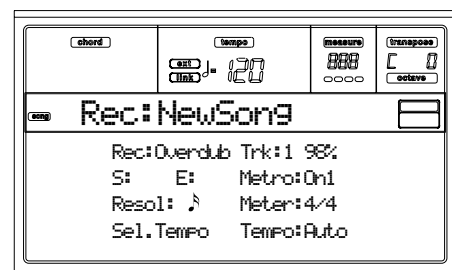 chord tempo measure transpose
ext link ♩= 120 888 C 0
octave
song Rec:NewSong
Rec:Overdub Trk:1 98%
S: E: Metro:On1
Resol: ♪ Meter:4/4
Sel.Tempo Tempo:Auto